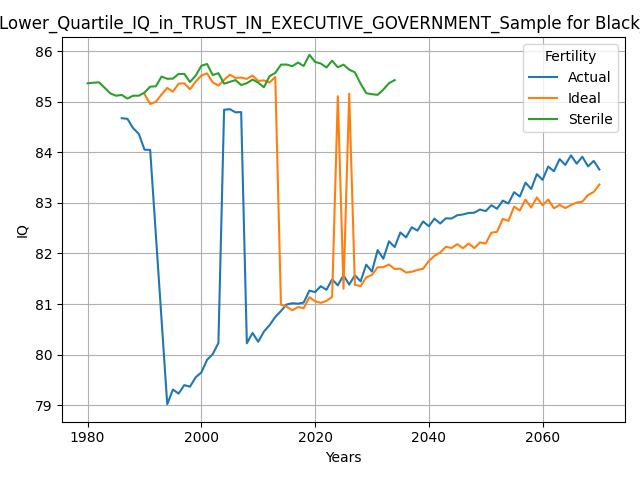 Lower_Quartile_IQ_in_TRUST_IN_EXECUTIVE_GOVERNMENT_Sample for Black
86
85
84
83
82
81
80
79
IQ
1980
2000
2020
2040
2060
Years
Fertility
Actual
Ideal
Sterile